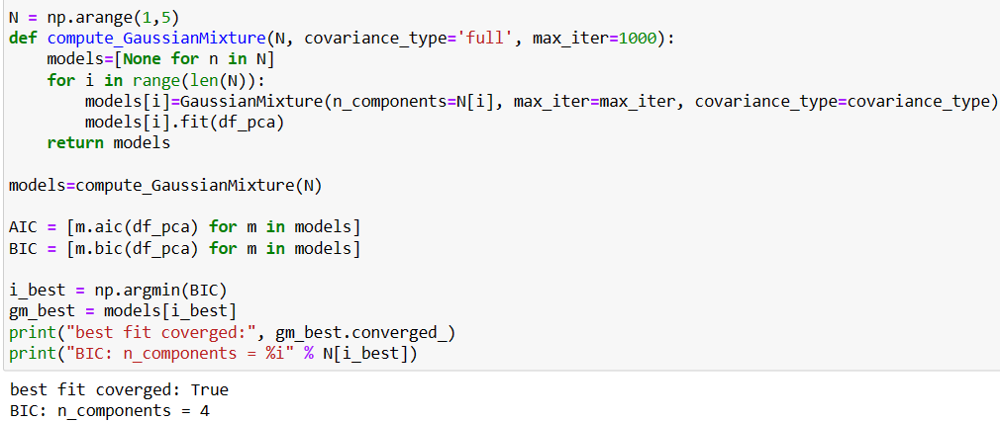 N = np.arange(1,5)
def compute_GaussianMixture(N, covariance_type='full', max_iter=1000):
    models=[None for n in N]
    for i in range(len(N)):
        models[i]=GaussianMixture(n_components=N[i], max_iter=max_iter, covariance_type=covariance_type)
        models[i].fit(df_pca)
    return models

models=compute_GaussianMixture(N)

AIC = [m.aic(df_pca) for m in models]
BIC = [m.bic(df_pca) for m in models]

i_best = np.argmin(BIC)
gm_best = models[i_best]
print("best fit coverged:", gm_best.converged_)
print("BIC: n_components = %i" % N[i_best])
best fit coverged: True
BIC: n_components = 4